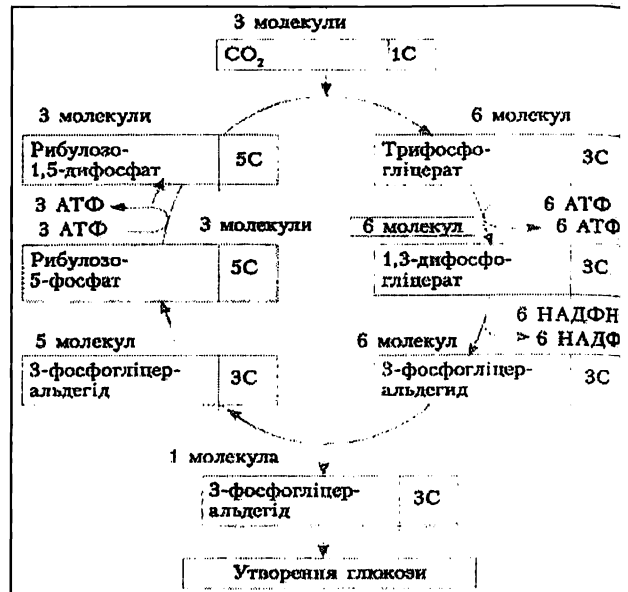 3 молекули
CO₂ 1C
3 молекули
6 молекул
Рибулозо-
1,5-дифосфат
5C
Трифосфо-
гліцерат
3C
3 АТФ
3 АТФ
6 АТФ
6 АТФ
3 молекули
6 молекул
Рибулозо-
5-фосфат
5C
1,3-дифосфо-
гліцерат
3C
6 НАДФН
6 НАДФ
5 молекул
6 молекул
3-фосфогліцер-
альдегід
3C
3-фосфогліцер-
альдегид
3C
1 молекула
3-фосфогліцер-
альдегід
3C
Утворення глюкози